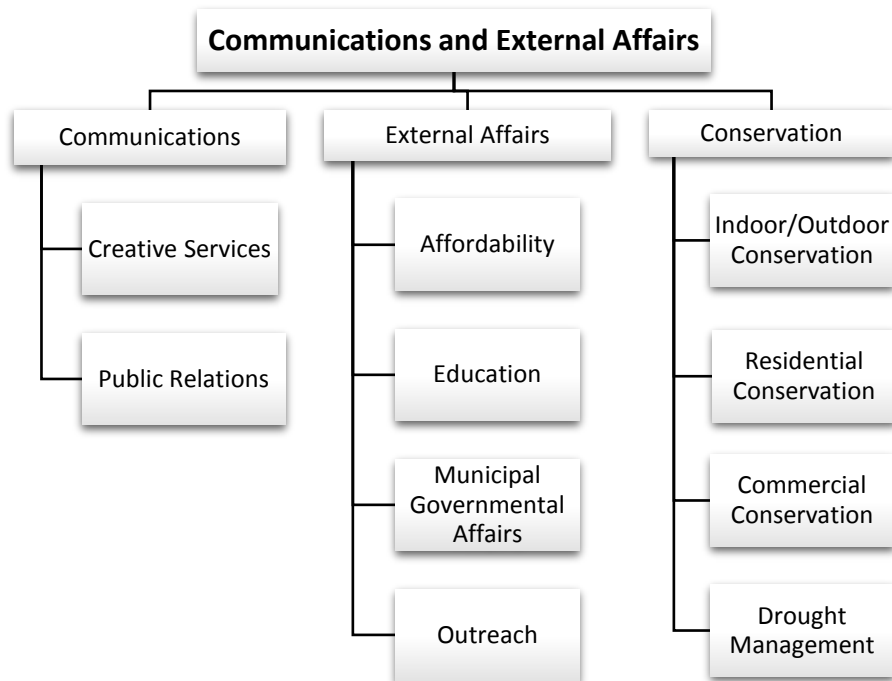 Communications and External Affairs
Communications
Creative Services
Public Relations
External Affairs
Affordability
Education
Municipal
Governmental
Affairs
Outreach
Conservation
Indoor/Outdoor
Conservation
Residential
Conservation
Commercial
Conservation
Drought
Management